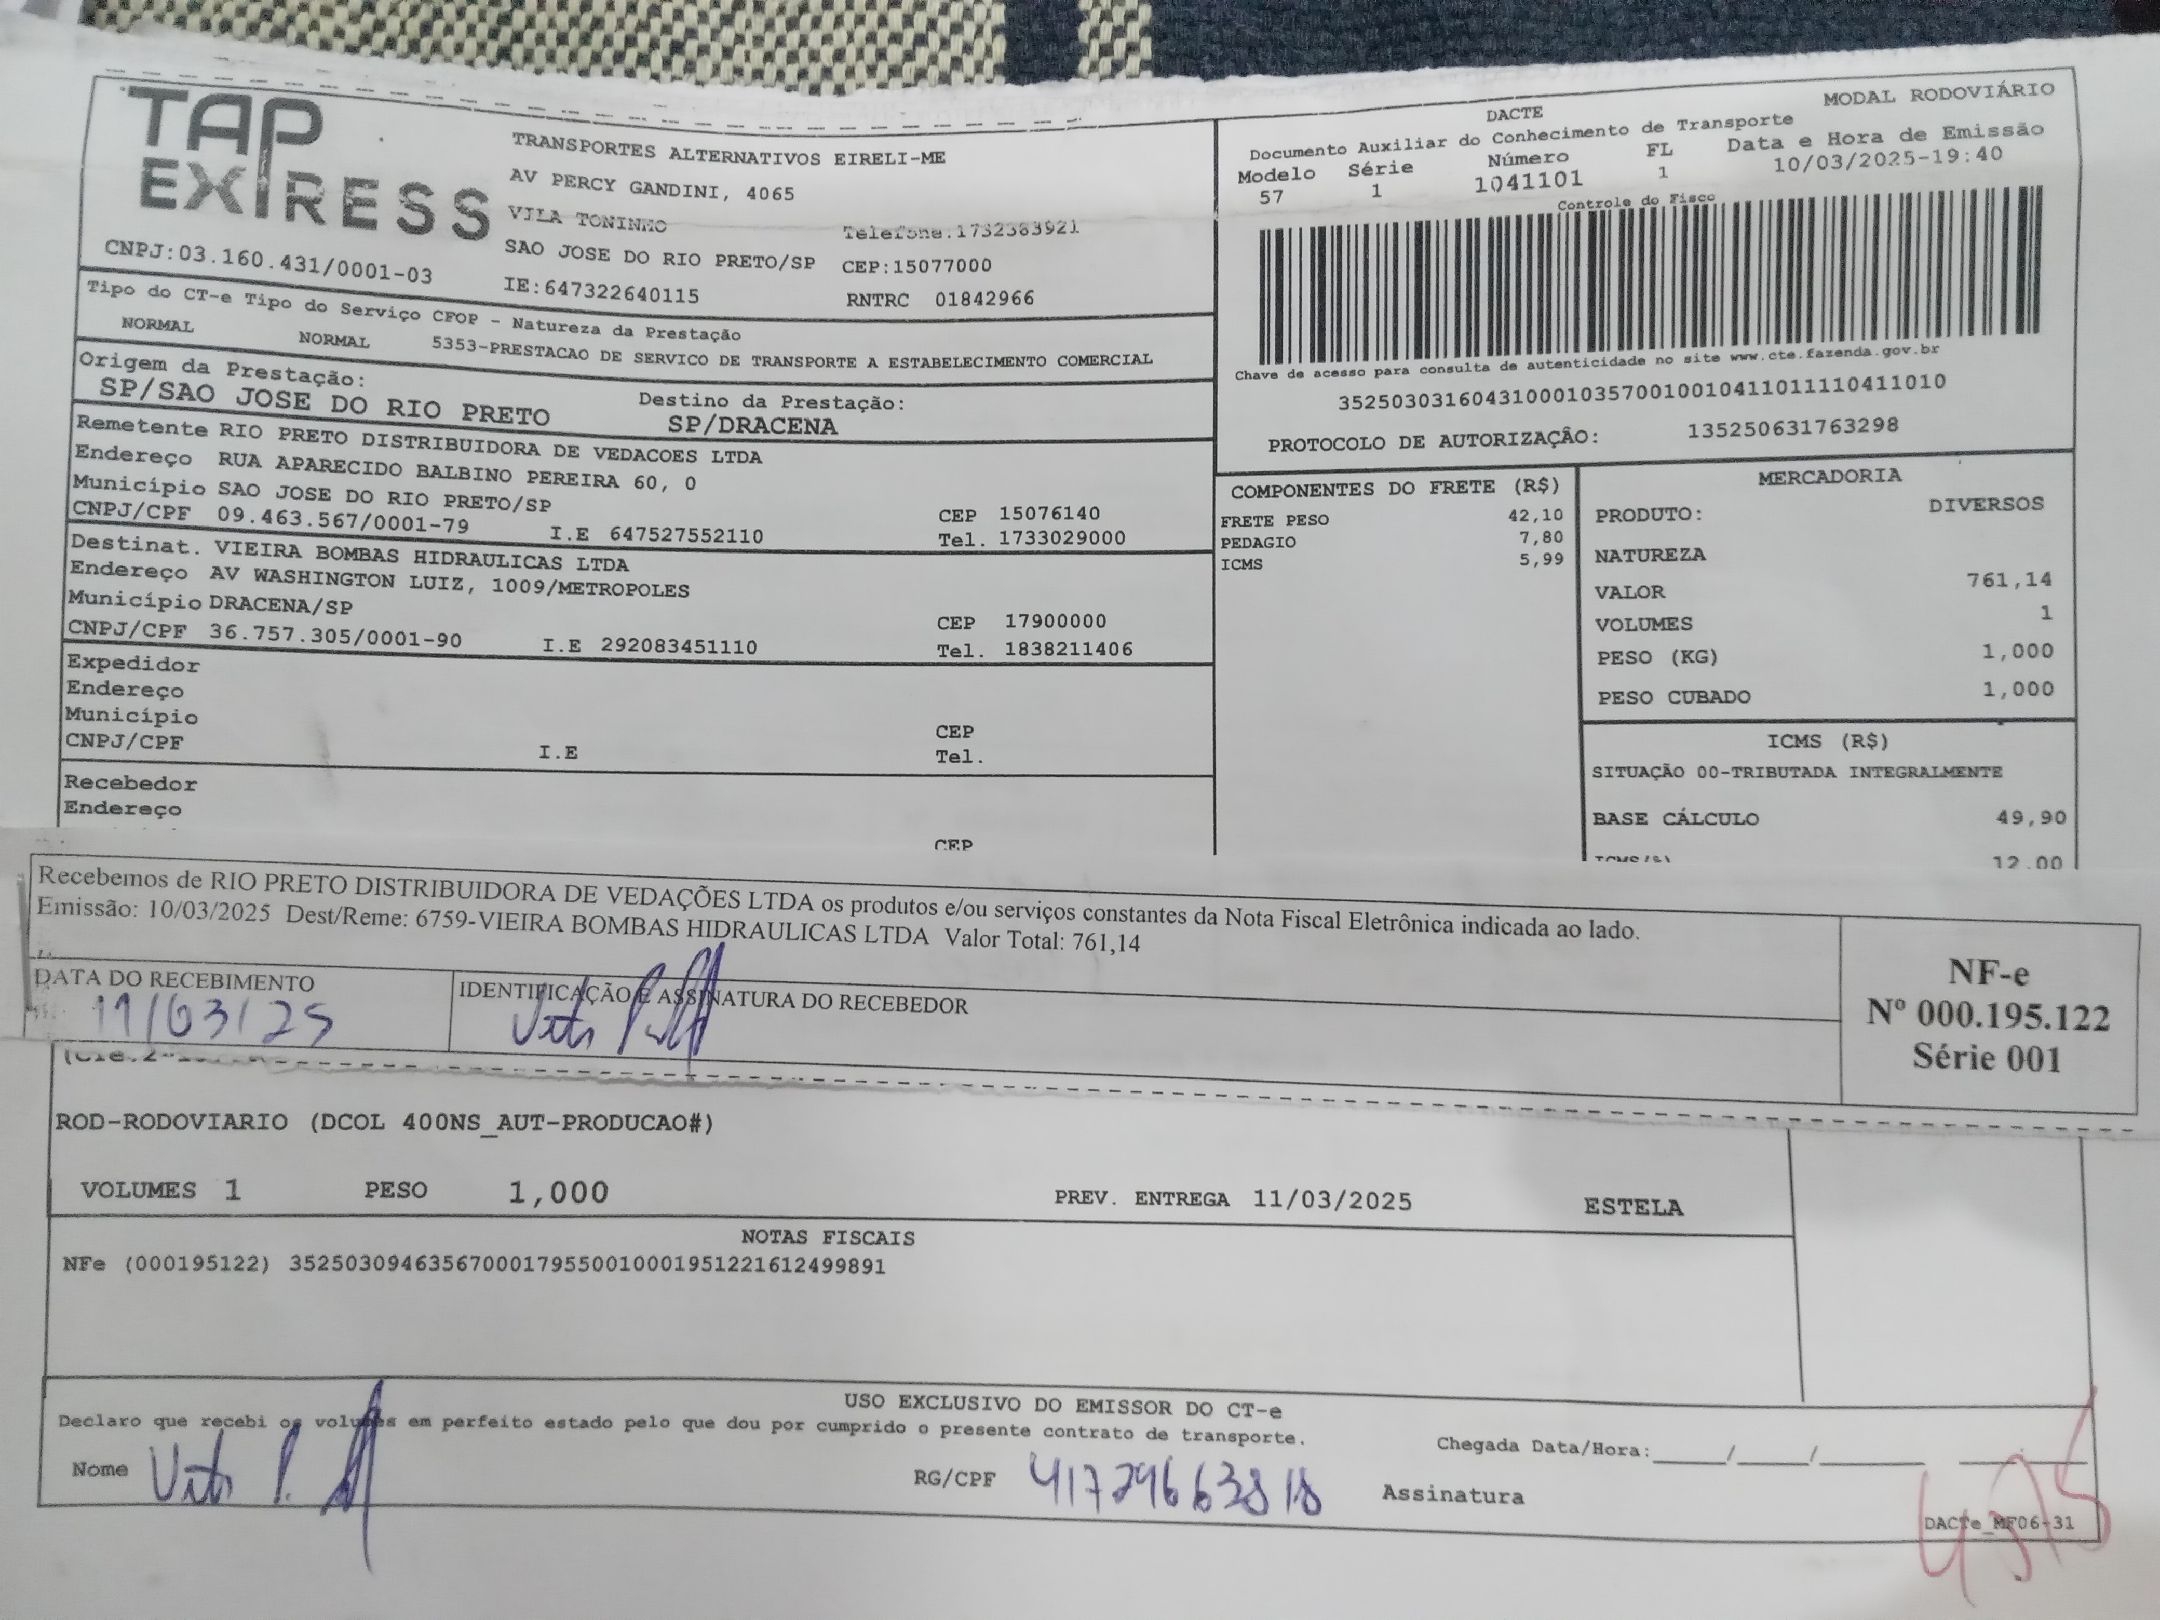 TAP
EXPRESS
CNPJ:03.160.431/0001-03
TRANSPORTES ALTERNATIVOS EIRELI-ME
AV PERCY GANDINI, 4065
VILA TONINHO
Telefone:1732383921
SAO JOSE DO RIO PRETO/SP CEP:15077000
IE:647322640115 RNTRC 01842966
DACTE MODAL RODOVIÁRIO
Documento Auxiliar do Conhecimento de Transporte
Modelo Série Número FL Data e Hora de Emissão
57 1 1041101 1 10/03/2025-19:40
Controle do Fisco
Chave de acesso para consulta de autenticidade no site www.cte.fazenda.gov.br
35250303160431000103570010010411011110411010
PROTOCOLO DE AUTORIZAÇÃO: 135250631763298
Tipo do CT-e Tipo do Serviço CFOP - Natureza da Prestação
NORMAL NORMAL 5353-PRESTACAO DE SERVICO DE TRANSPORTE A ESTABELECIMENTO COMERCIAL
Origem da Prestação: Destino da Prestação:
SP/SAO JOSE DO RIO PRETO SP/DRACENA
Remetente RIO PRETO DISTRIBUIDORA DE VEDACOES LTDA
Endereço RUA APARECIDO BALBINO PEREIRA 60, 0
Município SAO JOSE DO RIO PRETO/SP CEP 15076140
CNPJ/CPF 09.463.567/0001-79 I.E 647527552110 Tel. 1733029000
Destinat. VIEIRA BOMBAS HIDRAULICAS LTDA
Endereço AV WASHINGTON LUIZ, 1009/METROPOLES
Município DRACENA/SP CEP 17900000
CNPJ/CPF 36.757.305/0001-90 I.E 292083451110 Tel. 1838211406
Expedidor
Endereço
Município CEP
CNPJ/CPF I.E Tel.
Recebedor
Endereço
CEP
COMPONENTES DO FRETE (R$)
FRETE PESO 42,10
PEDAGIO 7,80
ICMS 5,99
MERCADORIA
PRODUTO: DIVERSOS
NATUREZA
VALOR 761,14
VOLUMES 1
PESO (KG) 1,000
PESO CUBADO 1,000
ICMS (R$)
SITUAÇÃO 00-TRIBUTADA INTEGRALMENTE
BASE CÁLCULO 49,90
12,00
Recebemos de RIO PRETO DISTRIBUIDORA DE VEDAÇÕES LTDA os produtos e/ou serviços constantes da Nota Fiscal Eletrônica indicada ao lado.
Emissão: 10/03/2025 Dest/Reme: 6759-VIEIRA BOMBAS HIDRAULICAS LTDA Valor Total: 761,14
DATA DO RECEBIMENTO IDENTIFICAÇÃO E ASSINATURA DO RECEBEDOR
11/03/25
NF-e
Nº 000.195.122
Série 001
ROD-RODOVIARIO (DCOL 400NS_AUT-PRODUCAO#)
VOLUMES 1 PESO 1,000 PREV. ENTREGA 11/03/2025 ESTELA
NOTAS FISCAIS
NFe (000195122) 35250309463567000179550010001951221612499891
USO EXCLUSIVO DO EMISSOR DO CT-e
Declaro que recebi os volumes em perfeito estado pelo que dou por cumprido o presente contrato de transporte.
Chegada Data/Hora:_____/_____/_______ ________
Nome RG/CPF 41729663818 Assinatura
DACTe_MF06-31